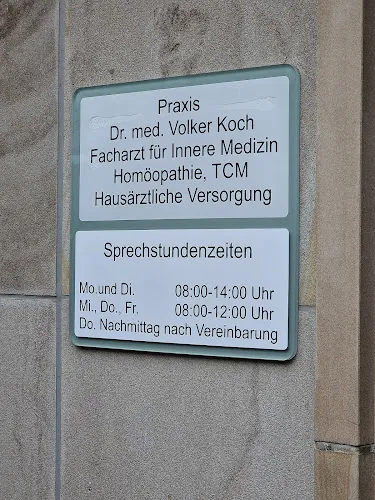 Praxis
Dr. med. Volker Koch
Facharzt für Innere Medizin
Homöopathie, TCM
Hausärztliche Versorgung
Sprechstundenzeiten
Mo.und Di. 08:00-14:00 Uhr
Mi., Do., Fr. 08:00-12:00 Uhr
Do. Nachmittag nach Vereinbarung